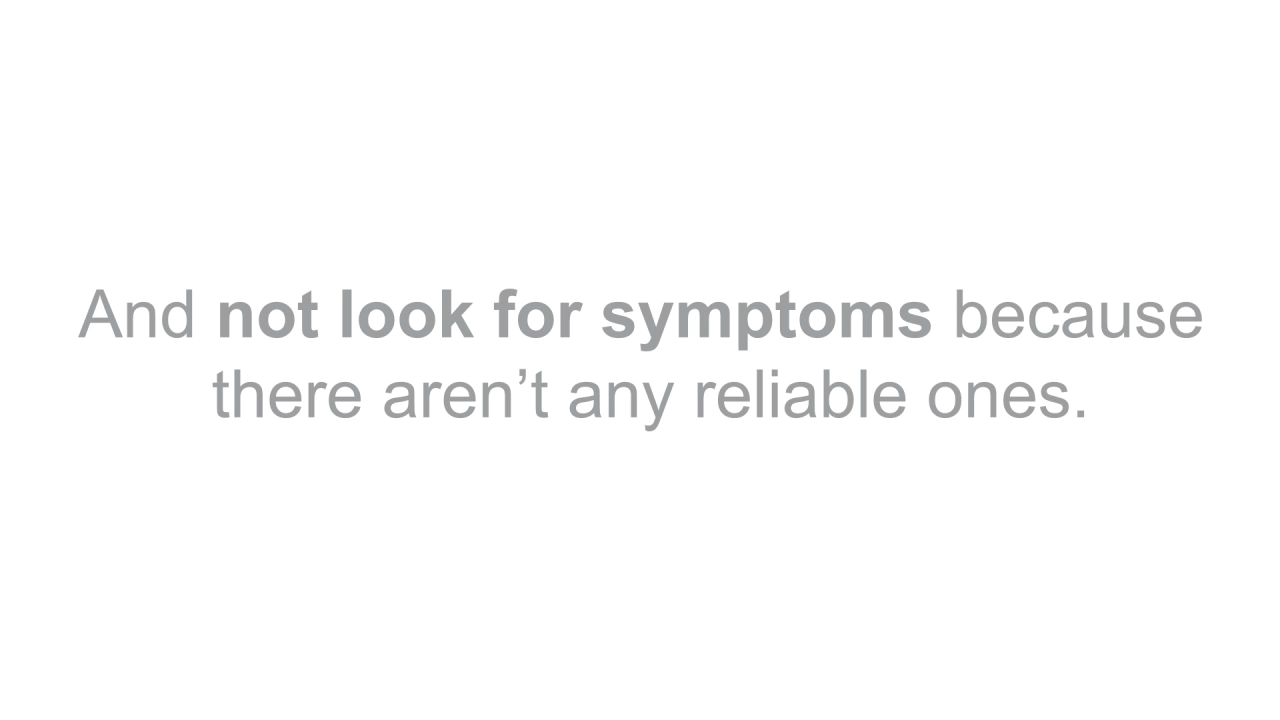 And not look for symptoms because
there aren’t any reliable ones.